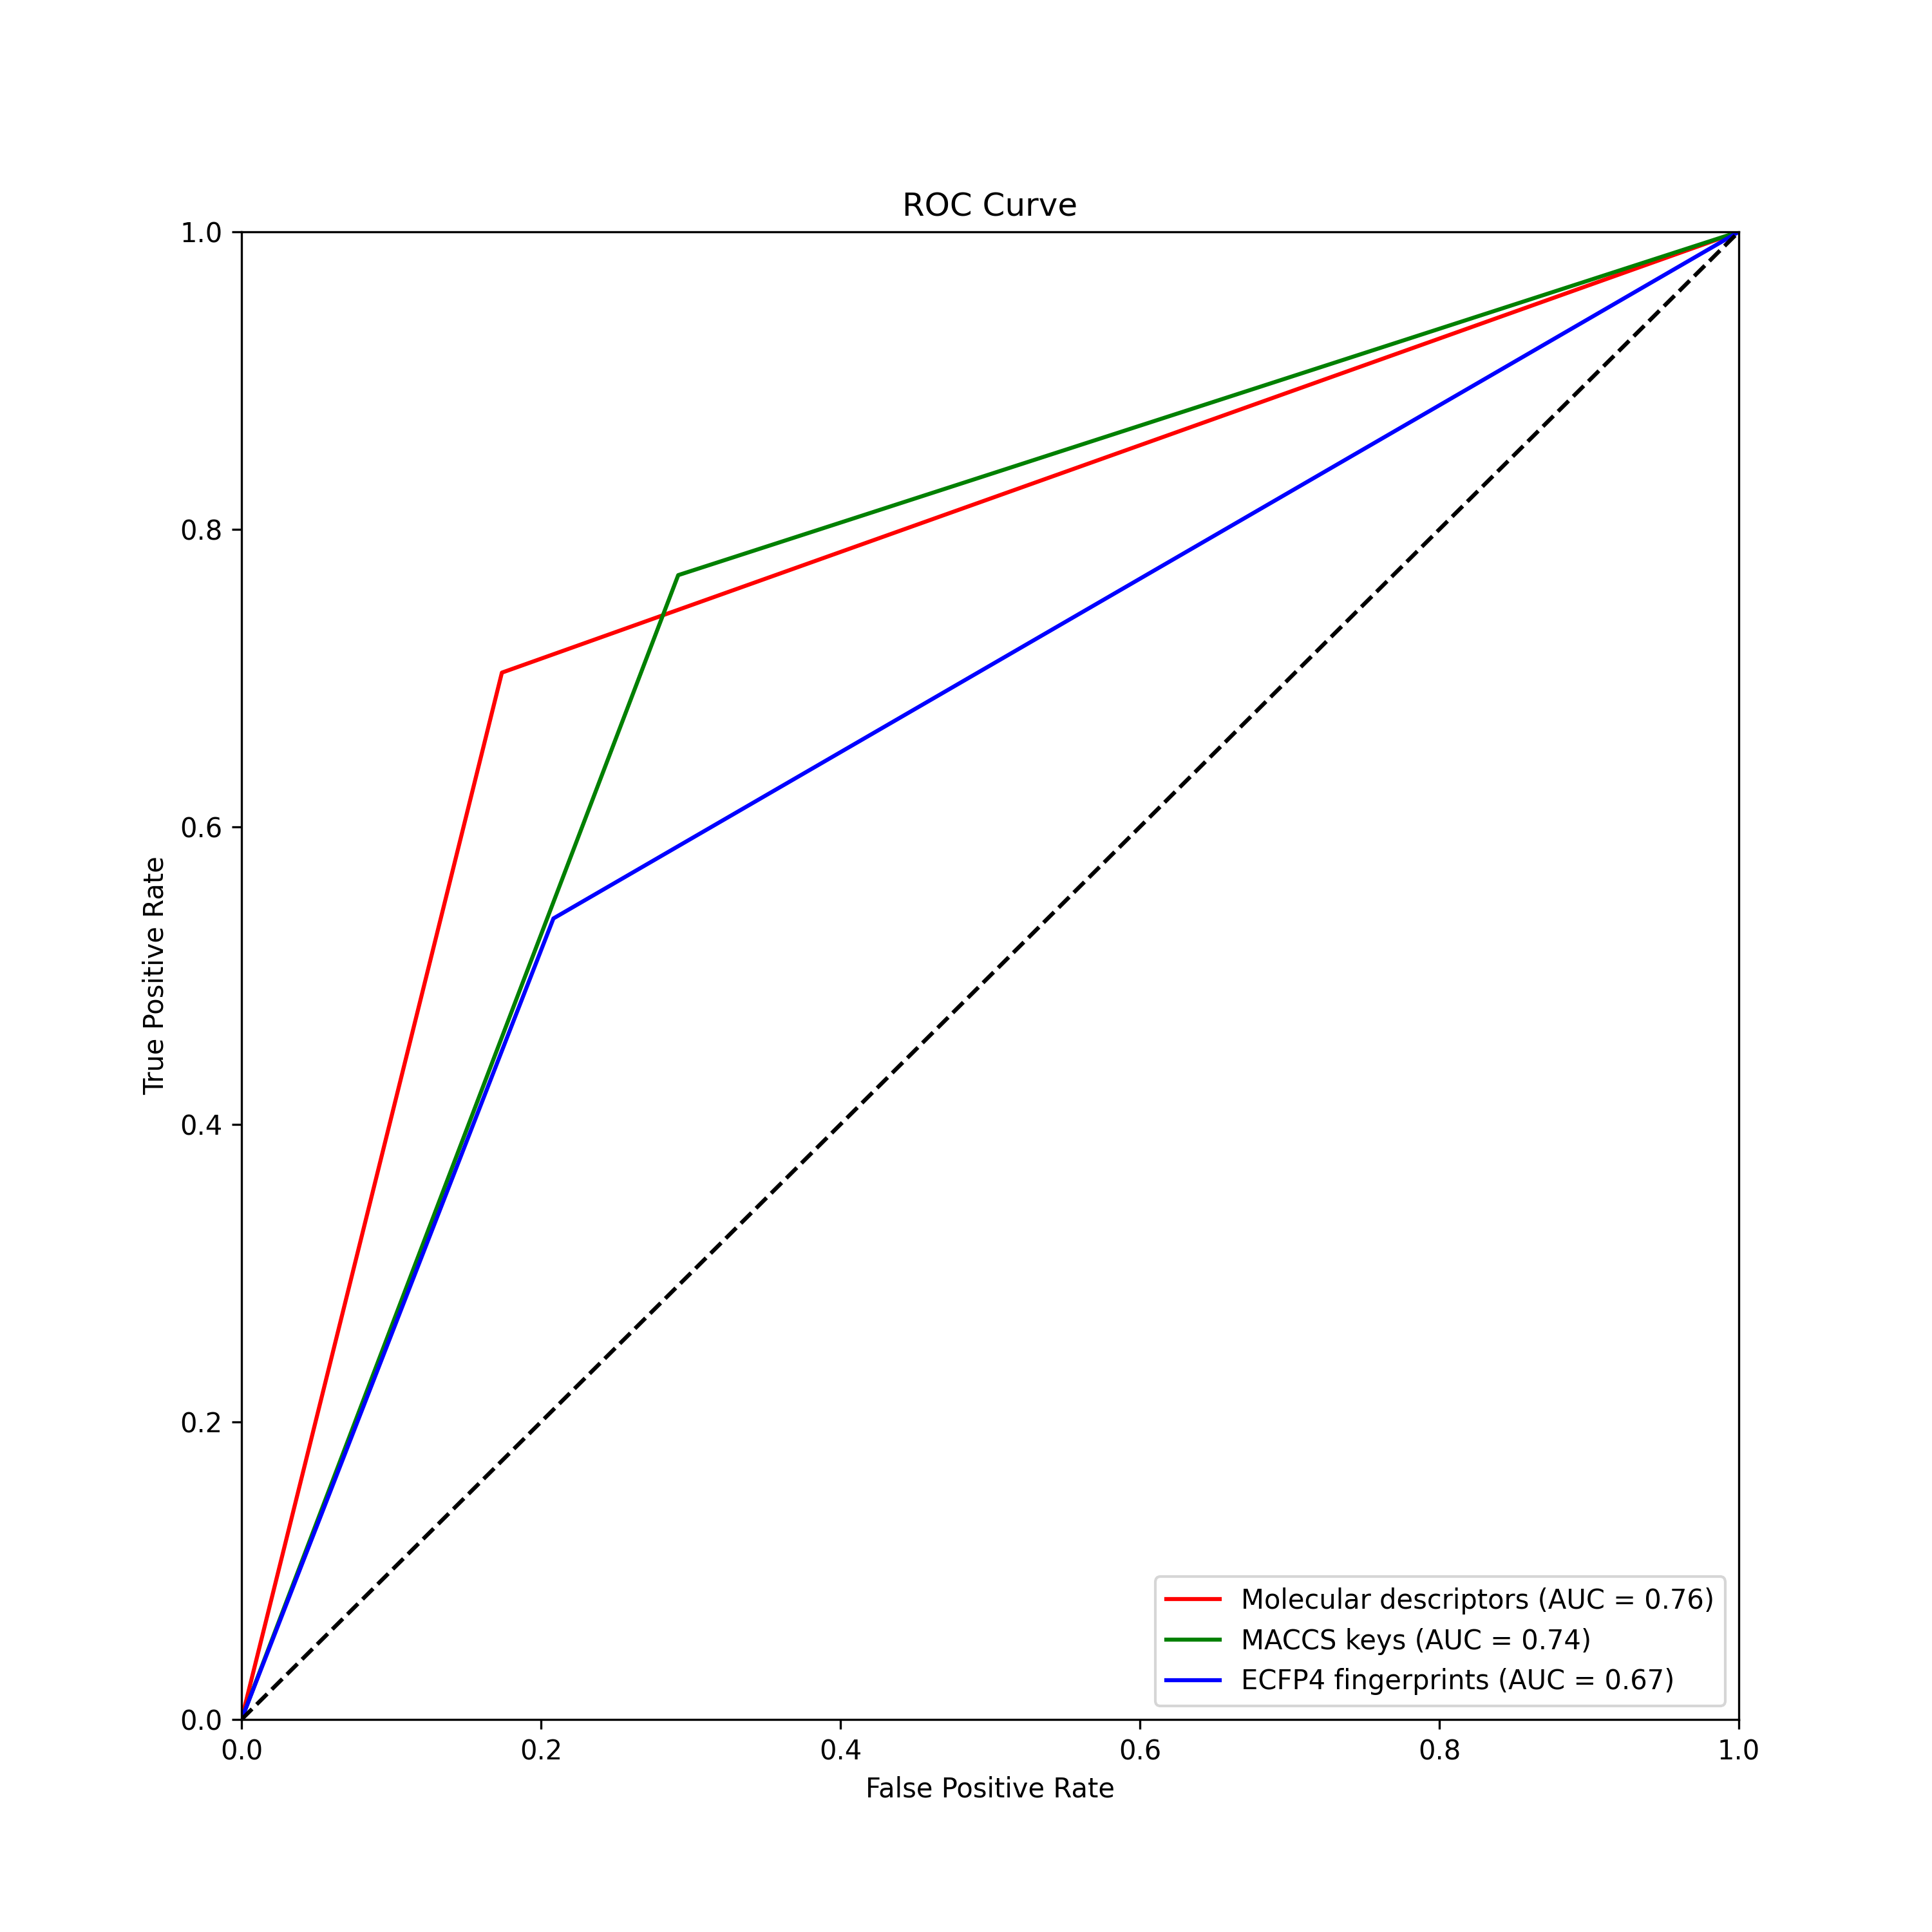 ROC Curve
1.0
0.8
0.6
0.4
0.2
0.0
True Positive Rate
0.0 0.2 0.4 0.6 0.8 1.0
False Positive Rate
Molecular descriptors (AUC = 0.76)
MACCS keys (AUC = 0.74)
ECFP4 fingerprints (AUC = 0.67)